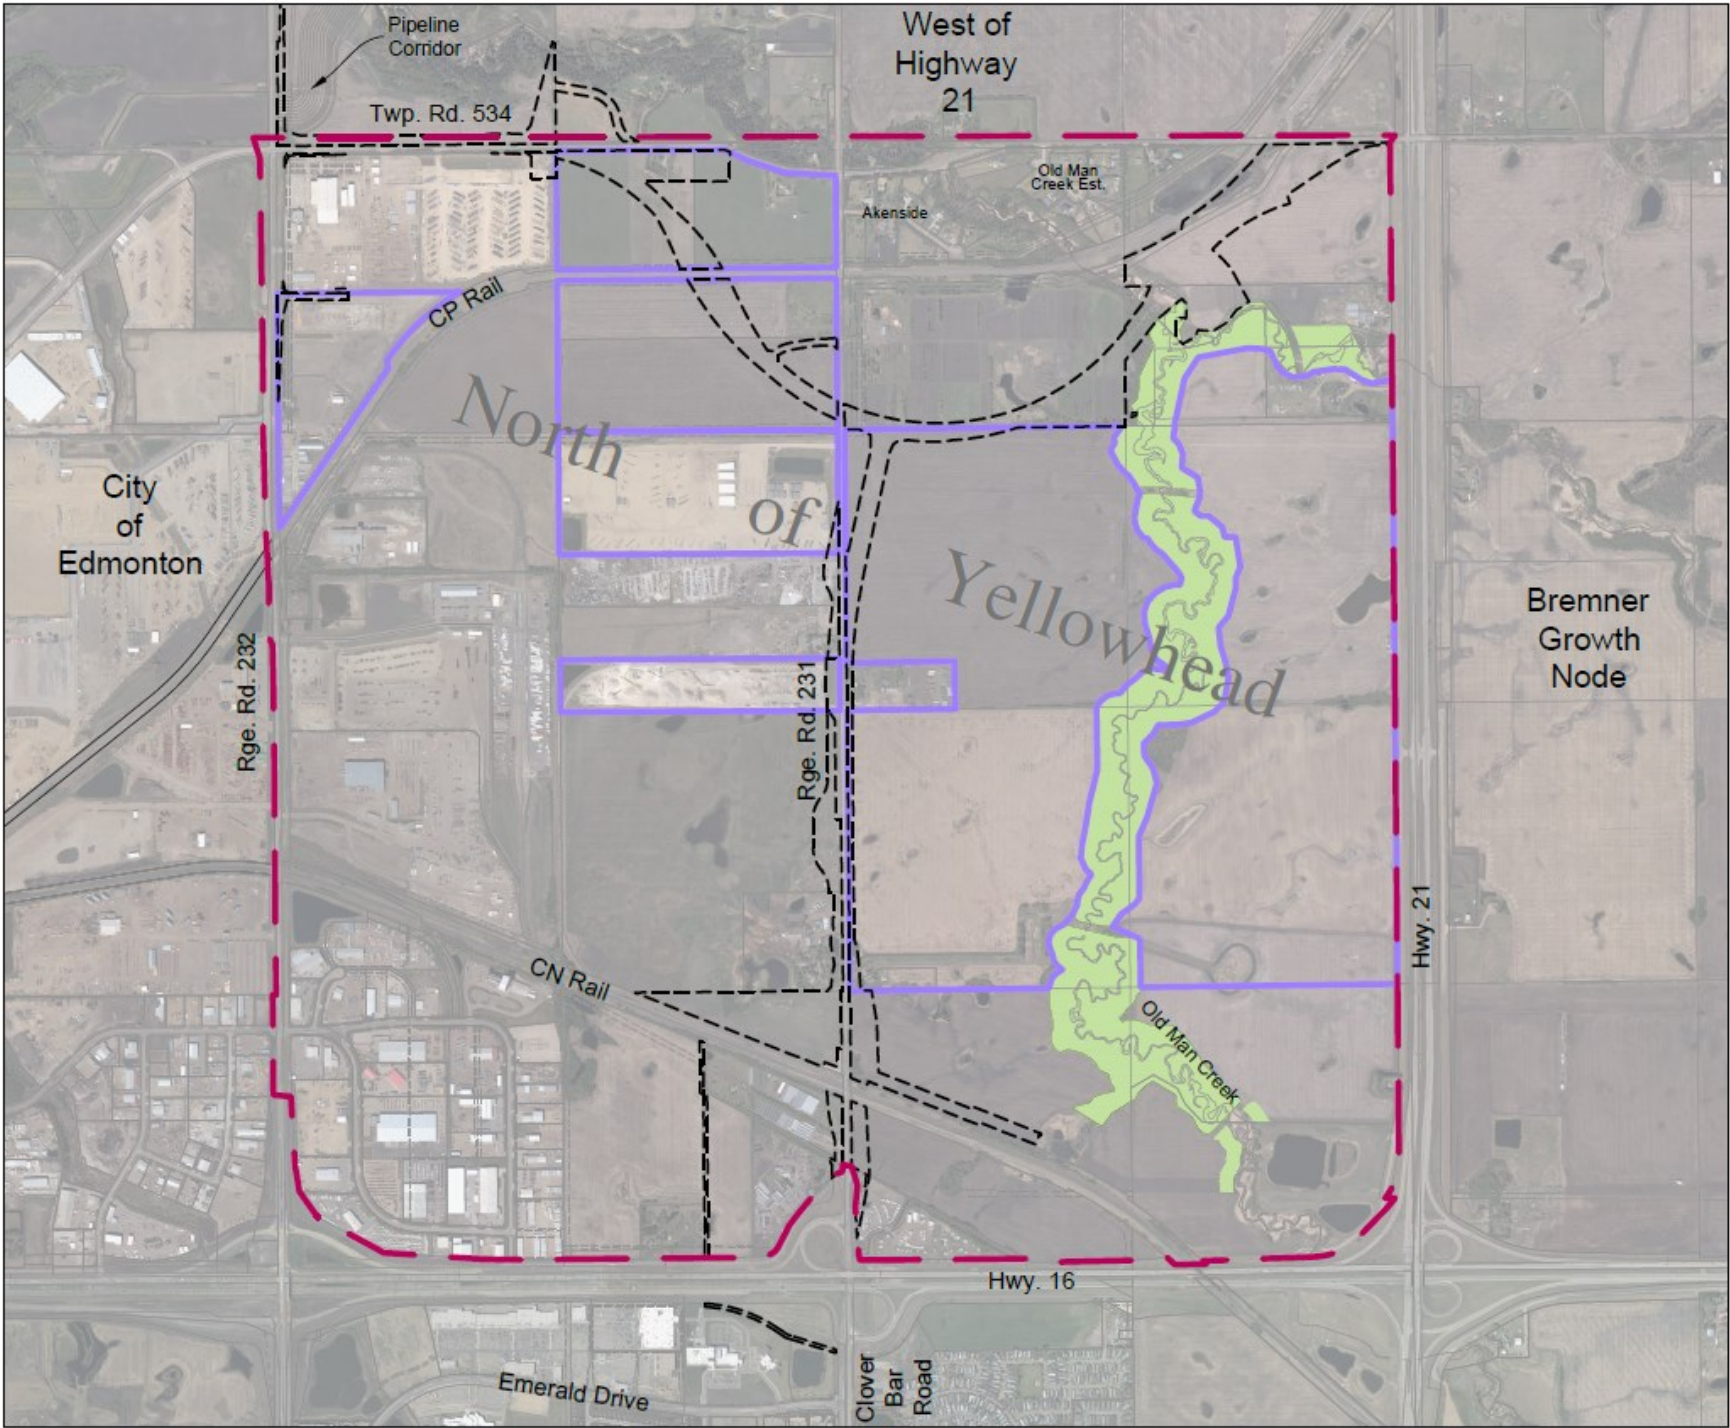 Pipeline
Corridor
West of
Highway
21
Twp. Rd. 534
Old Man
Creek Est.
Akenside
CP Rail
North
of
Yellowhead
City
of
Edmonton
Bremner
Growth
Node
Rge. Rd. 232
Rge. Rd. 231
Hwy. 21
CN Rail
Old Man Creek
Hwy. 16
Emerald Drive
Clover
Bar
Road